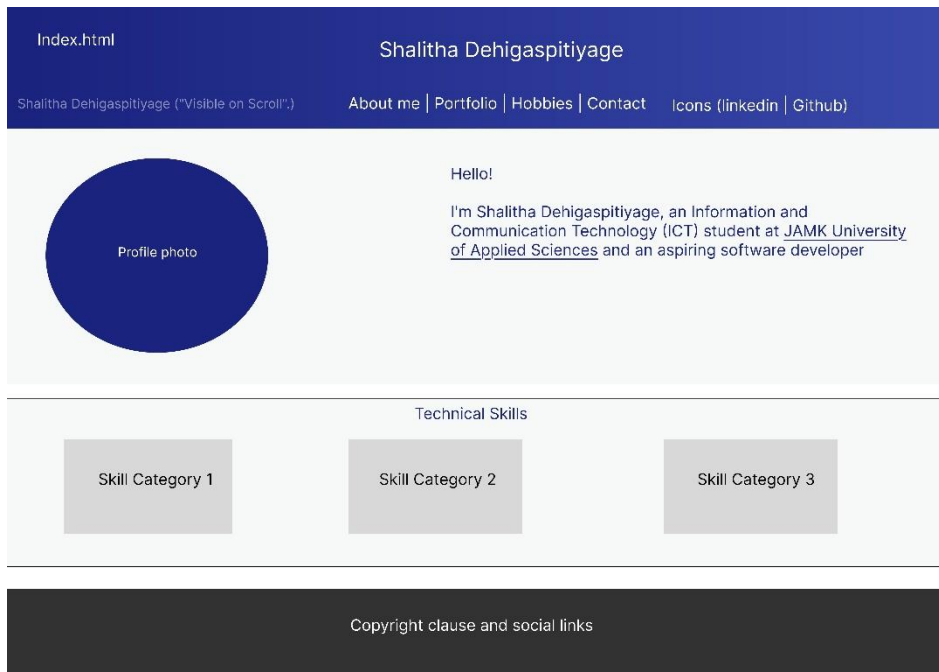 Index.html
Shalitha Dehigaspitiyage
Shalitha Dehigaspitiyage ("Visible on Scroll".)
About me | Portfolio | Hobbies | Contact
Icons (linkedin | Github)
Profile photo
Hello!
I'm Shalitha Dehigaspitiyage, an Information and
Communication Technology (ICT) student at JAMK University
of Applied Sciences and an aspiring software developer
Technical Skills
Skill Category 1
Skill Category 2
Skill Category 3
Copyright clause and social links